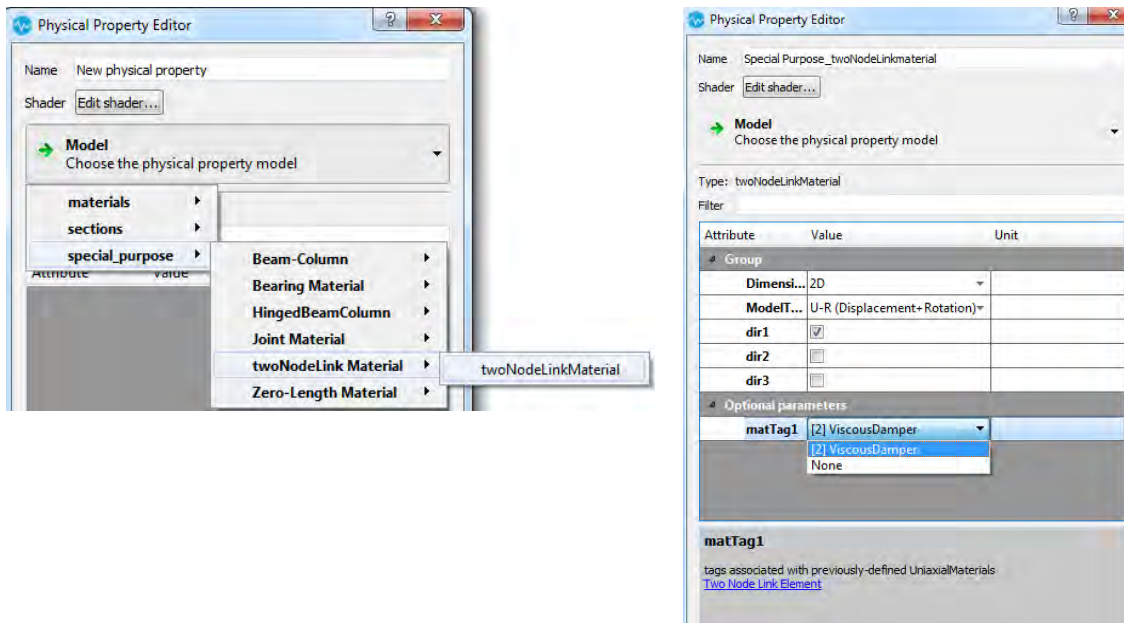 Physical Property Editor
Name New physical property
Shader Edit shader...
Model
Choose the physical property model
materials
sections
special_purpose
Attribute Value
Beam-Column
Bearing Material
HingedBeamColumn
Joint Material
twoNodeLink Material
Zero-Length Material
twoNodeLinkMaterial
Physical Property Editor
Name Special Purpose_twoNodeLinkmaterial
Shader Edit shader...
Model
Choose the physical property model
Type: twoNodeLinkMaterial
Filter
Attribute Value Unit
Group
Dimensi... 2D
ModelT... U-R (Displacement+Rotation)
dir1
dir2
dir3
Optional parameters
matTag1 [2] ViscousDamper
[2] ViscousDamper
None
matTag1
tags associated with previously-defined UniaxialMaterials
Two Node Link Element